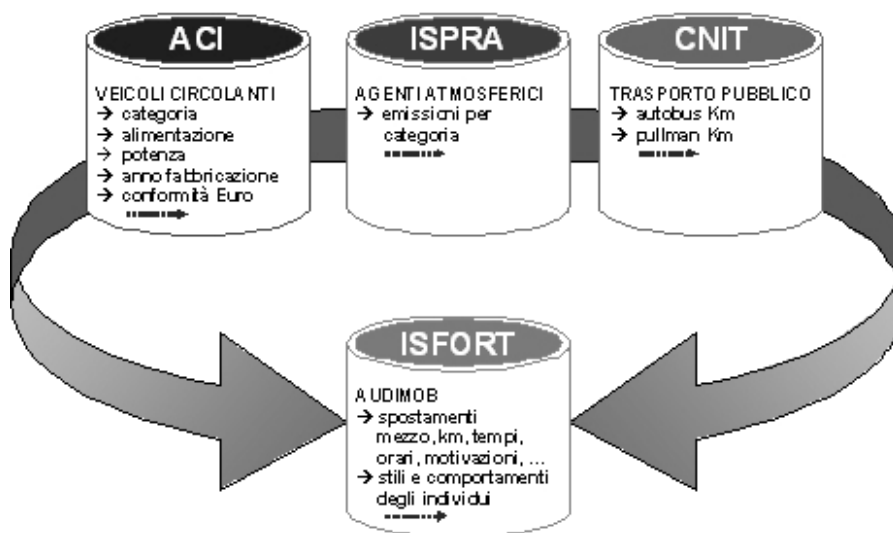 ACI
VEICOLI CIRCOLANTI
→ categoria
→ alimentazione
→ potenza
→ anno fabbricazione
→ conformità Euro
ISPRA
AGENTI ATMOSFERICI
→ emissioni per
categoria
CNIT
TRASPORTO PUBBLICO
→ autobus Km
→ pullman Km
ISFORT
AUDIMOB
→ spostamenti
mezzo, km, tempi,
orari, motivazioni, ...
→ stili e comportamenti
degli individui